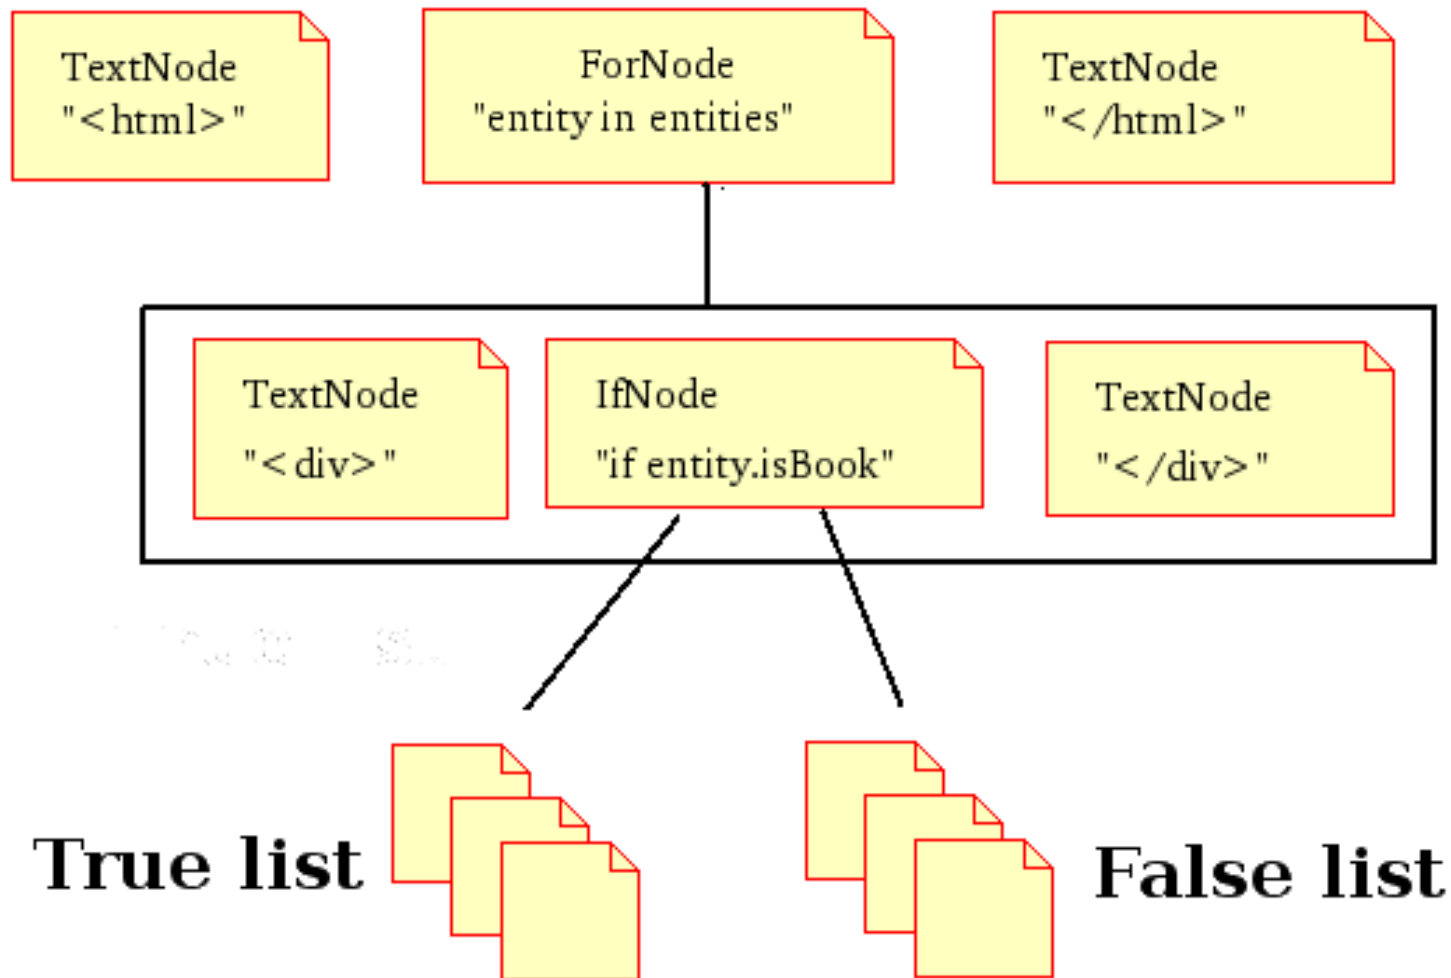 TextNode
"<html>"
ForNode
"entity in entities"
TextNode
"</html>"
TextNode
"<div>"
IfNode
"if entity.isBook"
TextNode
"</div>"
True list
False list